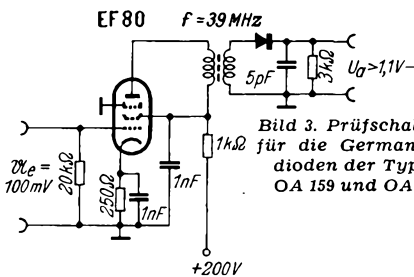 EF80 f = 39 MHz
5pF
3kΩ
Ua>1,1V–
𝔘e =
100mV
20kΩ
250Ω
1nF
1nF
1kΩ
+200V
Bild 3. Prüfschal
für die German
dioden der Typ
OA 159 und OA